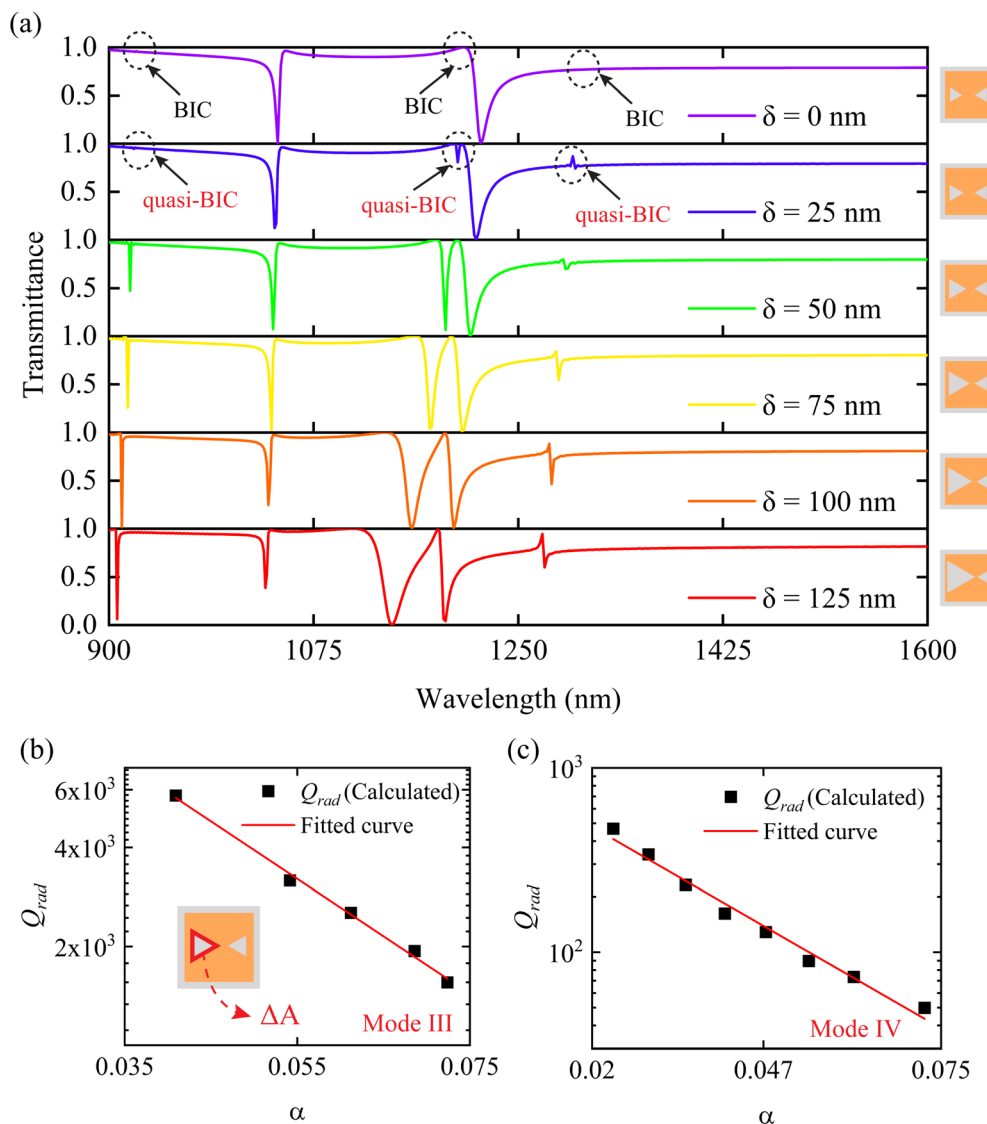 (a)
1.0
BIC
BIC
BIC
0.5
δ = 0 nm
1.0
quasi-BIC
quasi-BIC
quasi-BIC
0.5
δ = 25 nm
1.0
0.5
δ = 50 nm
1.0
0.5
δ = 75 nm
1.0
0.5
δ = 100 nm
1.0
0.5
δ = 125 nm
0.0
Transmittance
900 1075 1250 1425 1600
Wavelength (nm)
(b)
6x10³
4x10³
2x10³
Q_rad
Q_rad (Calculated)
Fitted curve
ΔA
Mode III
0.035 0.055 0.075
α
(c)
10³
10²
Q_rad
Q_rad (Calculated)
Fitted curve
Mode IV
0.02 0.047 0.075
α